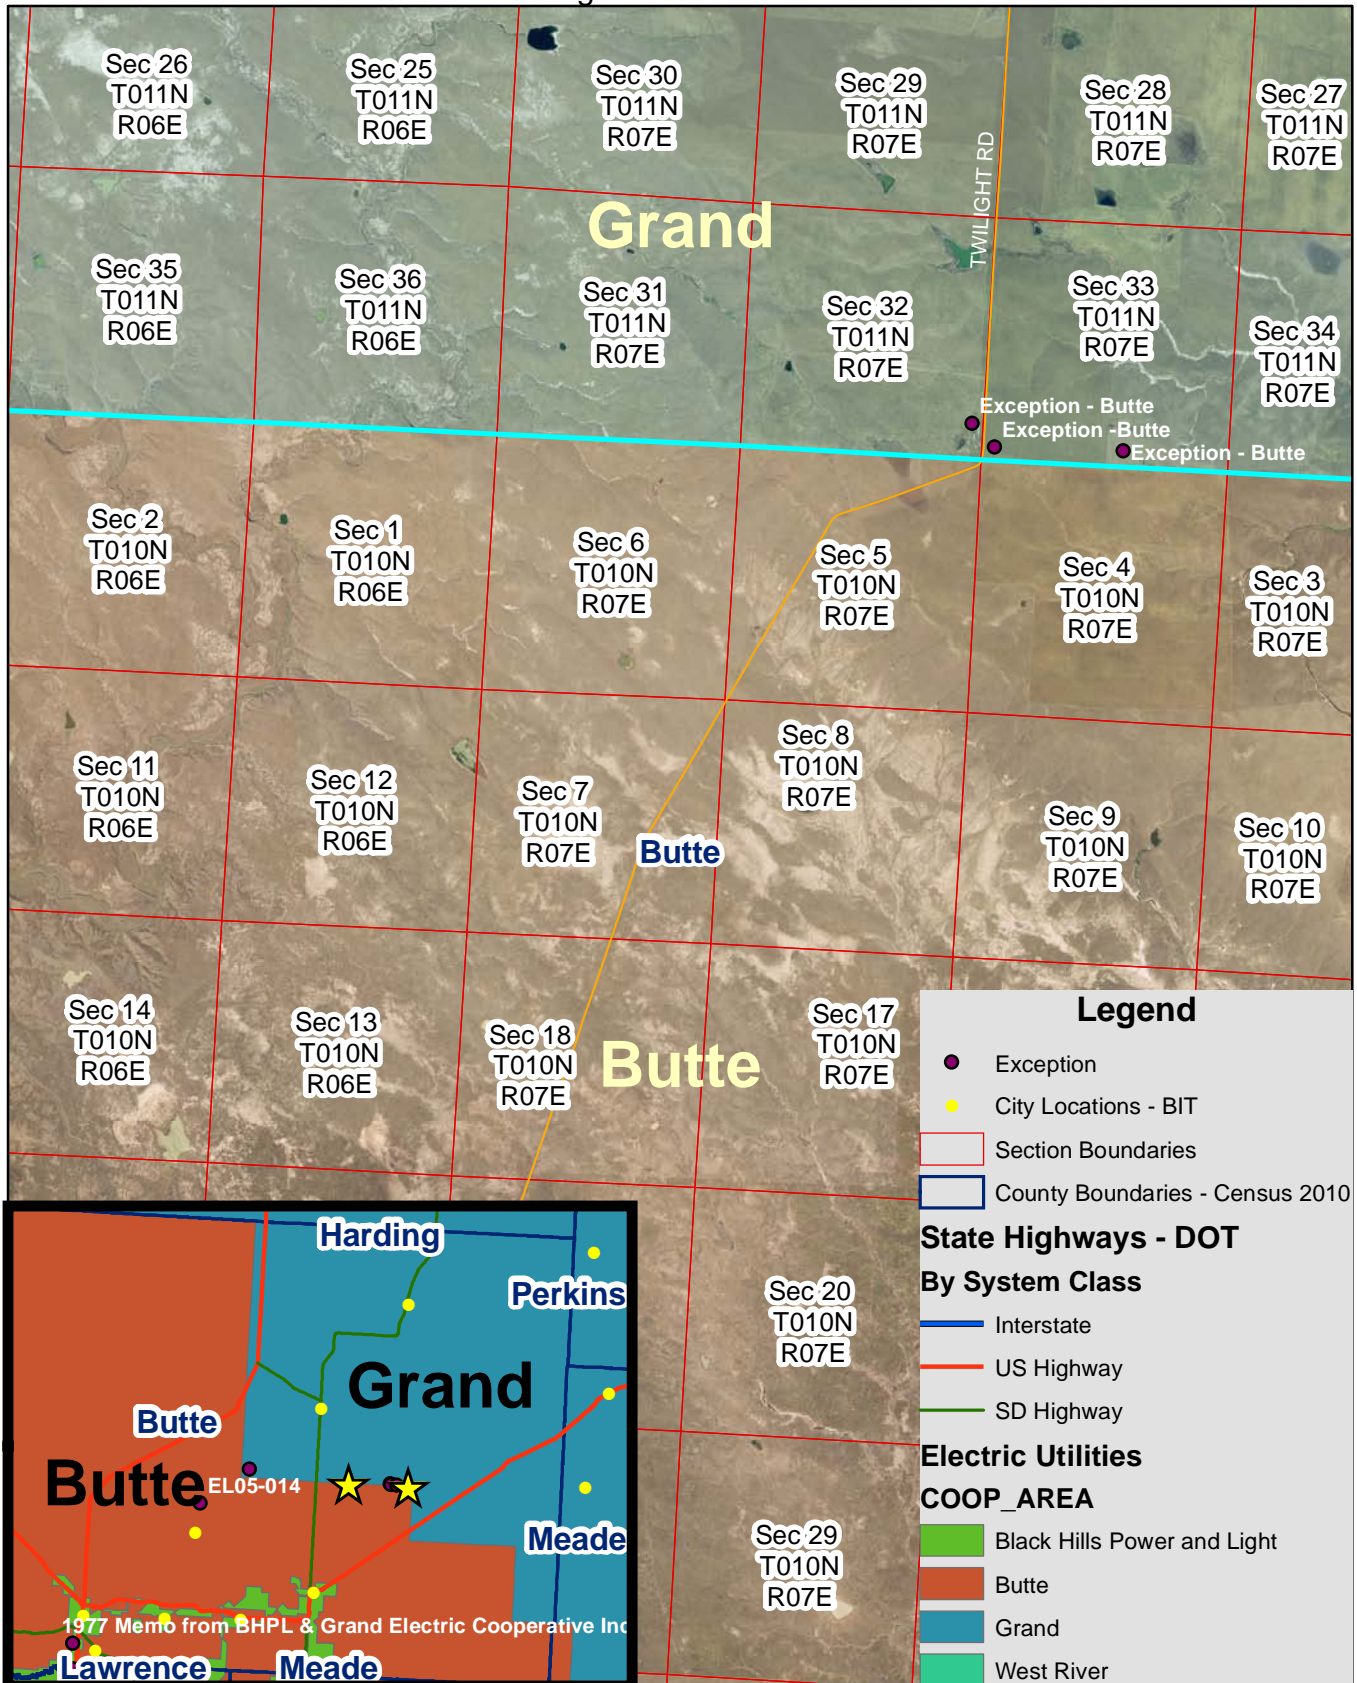 Sec 26
T011N
R06E
Sec 25
T011N
R06E
Sec 30
T011N
R07E
Sec 29
T011N
R07E
Sec 28
T011N
R07E
Sec 27
T011N
R07E
TWILIGHT RD
Grand
Sec 35
T011N
R06E
Sec 36
T011N
R06E
Sec 31
T011N
R07E
Sec 32
T011N
R07E
Sec 33
T011N
R07E
Sec 34
T011N
R07E
Exception - Butte
Exception -Butte
Exception - Butte
Sec 2
T010N
R06E
Sec 1
T010N
R06E
Sec 6
T010N
R07E
Sec 5
T010N
R07E
Sec 4
T010N
R07E
Sec 3
T010N
R07E
Sec 11
T010N
R06E
Sec 12
T010N
R06E
Sec 7
T010N
R07E
Butte
Sec 8
T010N
R07E
Sec 9
T010N
R07E
Sec 10
T010N
R07E
Sec 14
T010N
R06E
Sec 13
T010N
R06E
Sec 18
T010N
R07E
Butte
Sec 17
T010N
R07E
Sec 20
T010N
R07E
Sec 29
T010N
R07E
Legend
Exception
City Locations - BIT
Section Boundaries
County Boundaries - Census 2010
State Highways - DOT
By System Class
Interstate
US Highway
SD Highway
Electric Utilities
COOP_AREA
Black Hills Power and Light
Butte
Grand
West River
Harding
Perkins
Grand
Butte
Butte
EL05-014
Meade
1977 Memo from BHPL & Grand Electric Cooperative Inc
Lawrence
Meade